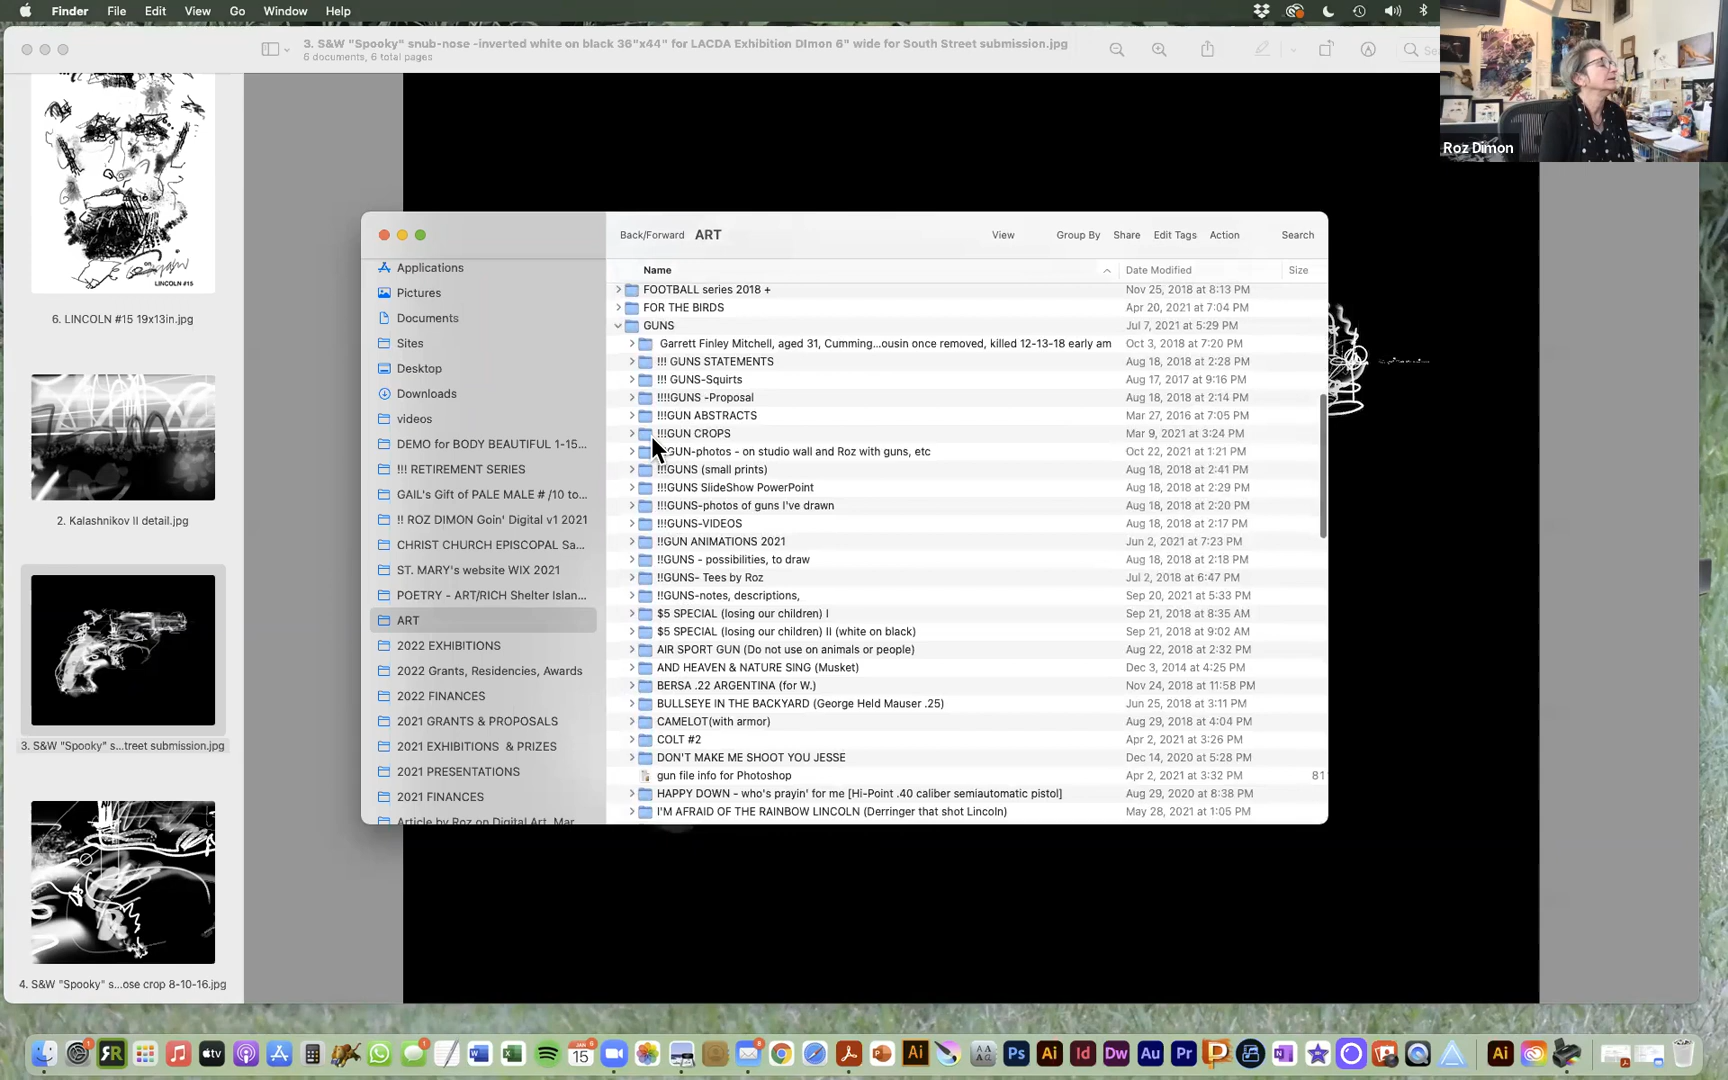 Finder File Edit View Go Window Help
3. S&W "Spooky" snub-nose -inverted white on black 36"x44" for LACDA Exhibition DImon 6" wide for South Street submission.jpg
6 documents, 6 total pages
Roz Dimon
LINCOLN #15
6. LINCOLN #15 19x13in.jpg
2. Kalashnikov II detail.jpg
3. S&W "Spooky" s...treet submission.jpg
4. S&W "Spooky" s...ose crop 8-10-16.jpg
Back/Forward ART View Group By Share Edit Tags Action Search
Applications
Pictures
Documents
Sites
Desktop
Downloads
videos
DEMO for BODY BEAUTIFUL 1-15...
!!! RETIREMENT SERIES
GAIL's Gift of PALE MALE # /10 to...
!! ROZ DIMON Goin' Digital v1 2021
CHRIST CHURCH EPISCOPAL Sa...
ST. MARY's website WIX 2021
POETRY - ART/RICH Shelter Islan...
ART
2022 EXHIBITIONS
2022 Grants, Residencies, Awards
2022 FINANCES
2021 GRANTS & PROPOSALS
2021 EXHIBITIONS & PRIZES
2021 PRESENTATIONS
2021 FINANCES
Article by Roz on Digital Art, Mar
Name Date Modified Size
FOOTBALL series 2018 + Nov 25, 2018 at 8:13 PM
FOR THE BIRDS Apr 20, 2021 at 7:04 PM
GUNS Jul 7, 2021 at 5:29 PM
Garrett Finley Mitchell, aged 31, Cumming...ousin once removed, killed 12-13-18 early am Oct 3, 2018 at 7:20 PM
!!! GUNS STATEMENTS Aug 18, 2018 at 2:28 PM
!!! GUNS-Squirts Aug 17, 2017 at 9:16 PM
!!!!GUNS -Proposal Aug 18, 2018 at 2:14 PM
!!!GUN ABSTRACTS Mar 27, 2016 at 7:05 PM
!!!GUN CROPS Mar 9, 2021 at 3:24 PM
GUN-photos - on studio wall and Roz with guns, etc Oct 22, 2021 at 1:21 PM
!!!GUNS (small prints) Aug 18, 2018 at 2:41 PM
!!!GUNS SlideShow PowerPoint Aug 18, 2018 at 2:29 PM
!!!GUNS-photos of guns I've drawn Aug 18, 2018 at 2:20 PM
!!!GUNS-VIDEOS Aug 18, 2018 at 2:17 PM
!!GUN ANIMATIONS 2021 Jun 2, 2021 at 7:23 PM
!!GUNS - possibilities, to draw Aug 18, 2018 at 2:18 PM
!!GUNS- Tees by Roz Jul 2, 2018 at 6:47 PM
!!GUNS-notes, descriptions, Sep 20, 2021 at 5:33 PM
$5 SPECIAL (losing our children) I Sep 21, 2018 at 8:35 AM
$5 SPECIAL (losing our children) II (white on black) Sep 21, 2018 at 9:02 AM
AIR SPORT GUN (Do not use on animals or people) Aug 22, 2018 at 2:32 PM
AND HEAVEN & NATURE SING (Musket) Dec 3, 2014 at 4:25 PM
BERSA .22 ARGENTINA (for W.) Nov 24, 2018 at 11:58 PM
BULLSEYE IN THE BACKYARD (George Held Mauser .25) Jun 25, 2018 at 3:11 PM
CAMELOT(with armor) Aug 29, 2018 at 4:04 PM
COLT #2 Apr 2, 2021 at 3:26 PM
DON'T MAKE ME SHOOT YOU JESSE Dec 14, 2020 at 5:28 PM
gun file info for Photoshop Apr 2, 2021 at 3:32 PM 81
HAPPY DOWN - who's prayin' for me [Hi-Point .40 caliber semiautomatic pistol] Aug 29, 2020 at 8:38 PM
I'M AFRAID OF THE RAINBOW LINCOLN (Derringer that shot Lincoln) May 28, 2021 at 1:05 PM